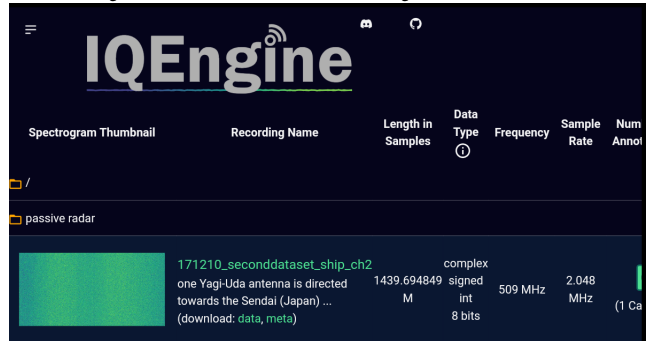 IQEngine
Spectrogram Thumbnail
Recording Name
Length in
Samples
Data
Type
Frequency
Sample
Rate
Num
Annot
/
passive radar
171210_seconddataset_ship_ch2
one Yagi-Uda antenna is directed
towards the Sendai (Japan) ...
(download: data, meta)
1439.694849
M
complex
signed
int
8 bits
509 MHz
2.048
MHz
(1 Ca